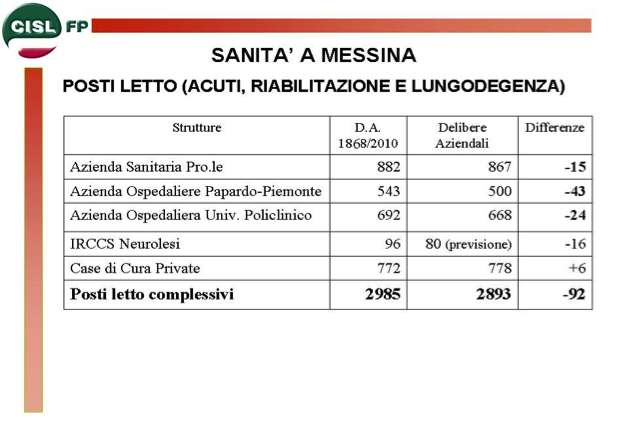 CISL FP
SANITA’ A MESSINA
POSTI LETTO (ACUTI, RIABILITAZIONE E LUNGODEGENZA)
Strutture D.A. 1868/2010 Delibere Aziendali Differenze
Azienda Sanitaria Pro.le 882 867 -15
Azienda Ospedaliere Papardo-Piemonte 543 500 -43
Azienda Ospedaliera Univ. Policlinico 692 668 -24
IRCCS Neurolesi 96 80 (previsione) -16
Case di Cura Private 772 778 +6
Posti letto complessivi 2985 2893 -92